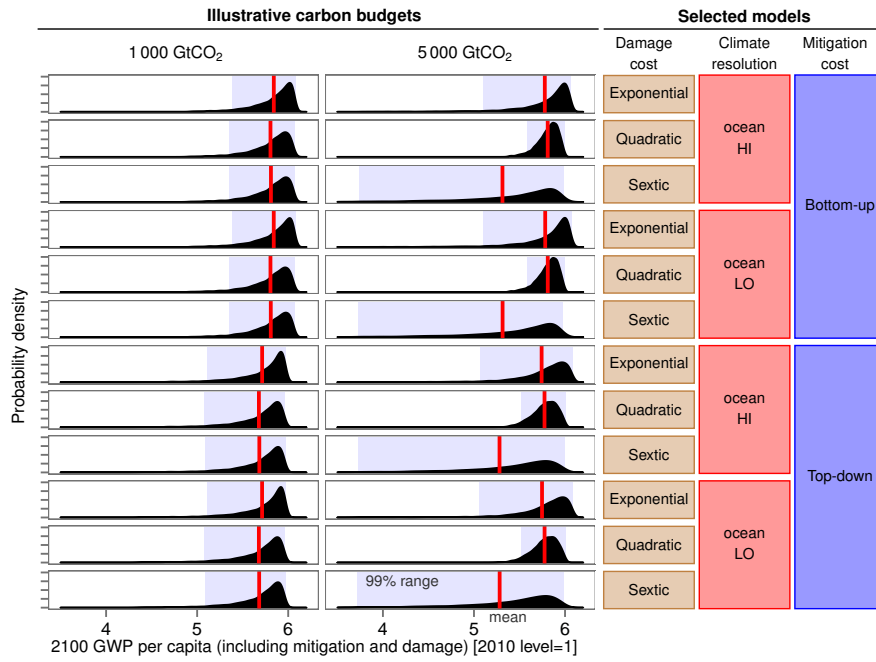 Illustrative carbon budgets
Selected models
1 000 GtCO₂
5 000 GtCO₂
Damage
cost
Climate
resolution
Mitigation
cost
Probability density
Exponential
Quadratic
Sextic
Exponential
Quadratic
Sextic
Exponential
Quadratic
Sextic
Exponential
Quadratic
Sextic
ocean
HI
ocean
LO
ocean
HI
ocean
LO
Bottom-up
Top-down
99% range
mean
4 5 6
4 5 6
2100 GWP per capita (including mitigation and damage) [2010 level=1]